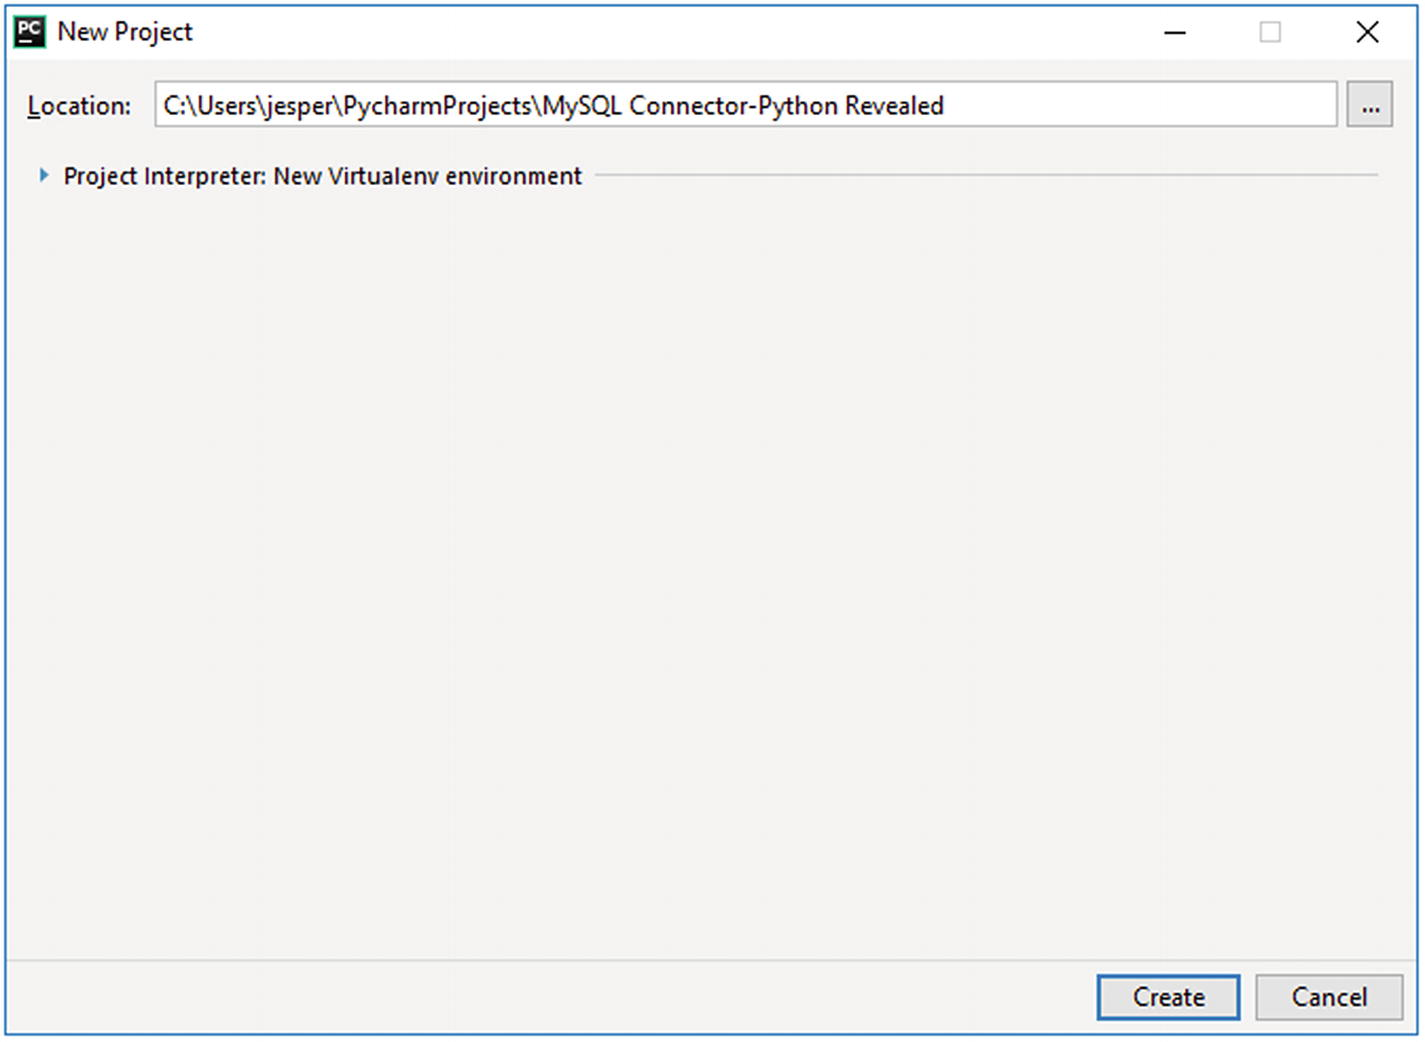 PC New Project
Location: C:\Users\jesper\PycharmProjects\MySQL Connector-Python Revealed ...
Project Interpreter: New Virtualenv environment
Create Cancel